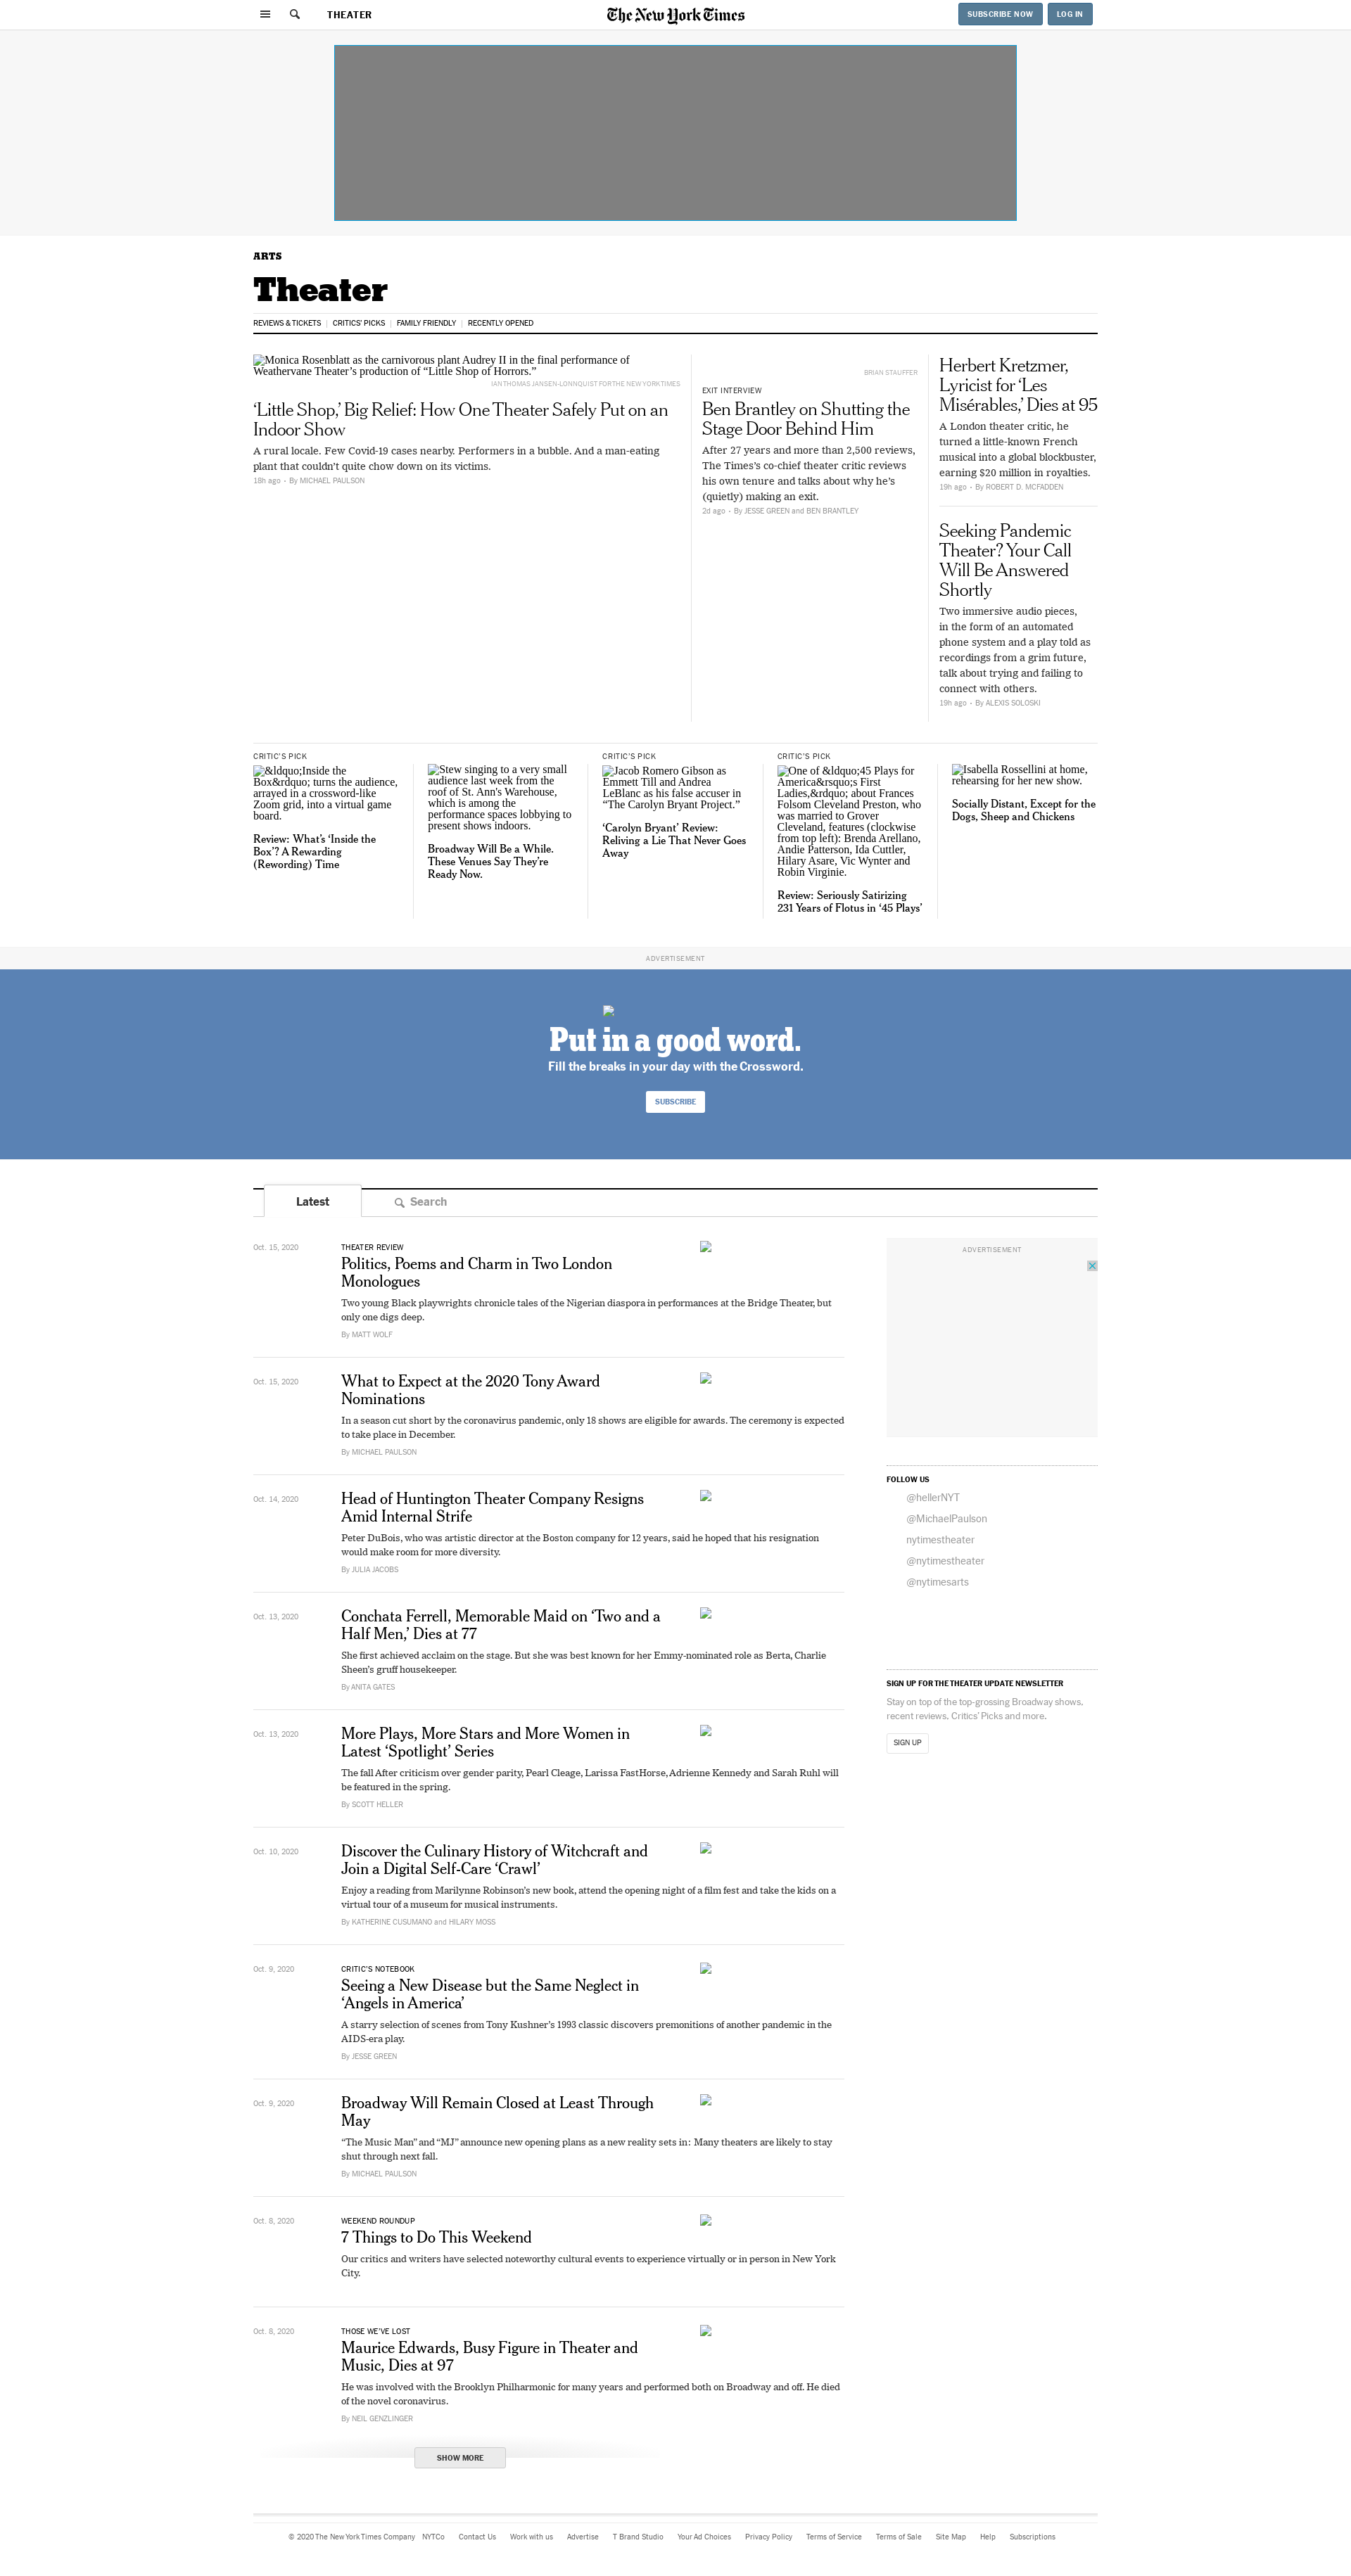 THEATER
The New York Times
SUBSCRIBE NOW
LOG IN
ARTS
Theater
REVIEWS & TICKETS | CRITICS' PICKS | FAMILY FRIENDLY | RECENTLY OPENED
Monica Rosenblatt as the carnivorous plant Audrey II in the final performance of
Weathervane Theater’s production of “Little Shop of Horrors.”
IAN THOMAS JANSEN-LONNQUIST FOR THE NEW YORK TIMES
‘Little Shop,’ Big Relief: How One Theater Safely Put on an
Indoor Show
A rural locale. Few Covid-19 cases nearby. Performers in a bubble. And a man-eating
plant that couldn't quite chow down on its victims.
18h ago - By MICHAEL PAULSON
BRIAN STAUFFER
EXIT INTERVIEW
Ben Brantley on Shutting the
Stage Door Behind Him
After 27 years and more than 2,500 reviews,
The Times’s co-chief theater critic reviews
his own tenure and talks about why he’s
(quietly) making an exit.
2d ago - By JESSE GREEN and BEN BRANTLEY
Herbert Kretzmer,
Lyricist for ‘Les
Misérables,’ Dies at 95
A London theater critic, he
turned a little-known French
musical into a global blockbuster,
earning $20 million in royalties.
19h ago - By ROBERT D. MCFADDEN
Seeking Pandemic
Theater? Your Call
Will Be Answered
Shortly
Two immersive audio pieces,
in the form of an automated
phone system and a play told as
recordings from a grim future,
talk about trying and failing to
connect with others.
19h ago - By ALEXIS SOLOSKI
CRITIC'S PICK
&ldquo;Inside the
Box&rdquo; turns the audience,
arrayed in a crossword-like
Zoom grid, into a virtual game
board.
Review: What’s ‘Inside the
Box’? A Rewarding
(Rewording) Time
Stew singing to a very small
audience last week from the
roof of St. Ann's Warehouse,
which is among the
performance spaces lobbying to
present shows indoors.
Broadway Will Be a While.
These Venues Say They’re
Ready Now.
CRITIC'S PICK
Jacob Romero Gibson as
Emmett Till and Andrea
LeBlanc as his false accuser in
“The Carolyn Bryant Project.”
‘Carolyn Bryant’ Review:
Reliving a Lie That Never Goes
Away
CRITIC'S PICK
One of &ldquo;45 Plays for
America&rsquo;s First
Ladies,&rdquo; about Frances
Folsom Cleveland Preston, who
was married to Grover
Cleveland, features (clockwise
from top left): Brenda Arellano,
Andie Patterson, Ida Cuttler,
Hilary Asare, Vic Wynter and
Robin Virginie.
Review: Seriously Satirizing
231 Years of Flotus in ‘45 Plays’
Isabella Rossellini at home,
rehearsing for her new show.
Socially Distant, Except for the
Dogs, Sheep and Chickens
ADVERTISEMENT
Put in a good word.
Fill the breaks in your day with the Crossword.
SUBSCRIBE
Latest
Search
Oct. 15, 2020
THEATER REVIEW
Politics, Poems and Charm in Two London
Monologues
Two young Black playwrights chronicle tales of the Nigerian diaspora in performances at the Bridge Theater, but
only one digs deep.
By MATT WOLF
Oct. 15, 2020
What to Expect at the 2020 Tony Award
Nominations
In a season cut short by the coronavirus pandemic, only 18 shows are eligible for awards. The ceremony is expected
to take place in December.
By MICHAEL PAULSON
Oct. 14, 2020
Head of Huntington Theater Company Resigns
Amid Internal Strife
Peter DuBois, who was artistic director at the Boston company for 12 years, said he hoped that his resignation
would make room for more diversity.
By JULIA JACOBS
Oct. 13, 2020
Conchata Ferrell, Memorable Maid on ‘Two and a
Half Men,’ Dies at 77
She first achieved acclaim on the stage. But she was best known for her Emmy-nominated role as Berta, Charlie
Sheen’s gruff housekeeper.
By ANITA GATES
Oct. 13, 2020
More Plays, More Stars and More Women in
Latest ‘Spotlight’ Series
The fall After criticism over gender parity, Pearl Cleage, Larissa FastHorse, Adrienne Kennedy and Sarah Ruhl will
be featured in the spring.
By SCOTT HELLER
Oct. 10, 2020
Discover the Culinary History of Witchcraft and
Join a Digital Self-Care ‘Crawl’
Enjoy a reading from Marilynne Robinson’s new book, attend the opening night of a film fest and take the kids on a
virtual tour of a museum for musical instruments.
By KATHERINE CUSUMANO and HILARY MOSS
Oct. 9, 2020
CRITIC'S NOTEBOOK
Seeing a New Disease but the Same Neglect in
‘Angels in America’
A starry selection of scenes from Tony Kushner’s 1993 classic discovers premonitions of another pandemic in the
AIDS-era play.
By JESSE GREEN
Oct. 9, 2020
Broadway Will Remain Closed at Least Through
May
“The Music Man” and “MJ” announce new opening plans as a new reality sets in: Many theaters are likely to stay
shut through next fall.
By MICHAEL PAULSON
Oct. 8, 2020
WEEKEND ROUNDUP
7 Things to Do This Weekend
Our critics and writers have selected noteworthy cultural events to experience virtually or in person in New York
City.
Oct. 8, 2020
THOSE WE'VE LOST
Maurice Edwards, Busy Figure in Theater and
Music, Dies at 97
He was involved with the Brooklyn Philharmonic for many years and performed both on Broadway and off. He died
of the novel coronavirus.
By NEIL GENZLINGER
SHOW MORE
ADVERTISEMENT
FOLLOW US
@hellerNYT
@MichaelPaulson
nytimestheater
@nytimestheater
@nytimesarts
SIGN UP FOR THE THEATER UPDATE NEWSLETTER
Stay on top of the top-grossing Broadway shows,
recent reviews, Critics’ Picks and more.
SIGN UP
© 2020 The New York Times Company NYTCo Contact Us Work with us Advertise T Brand Studio Your Ad Choices Privacy Policy Terms of Service Terms of Sale Site Map Help Subscriptions